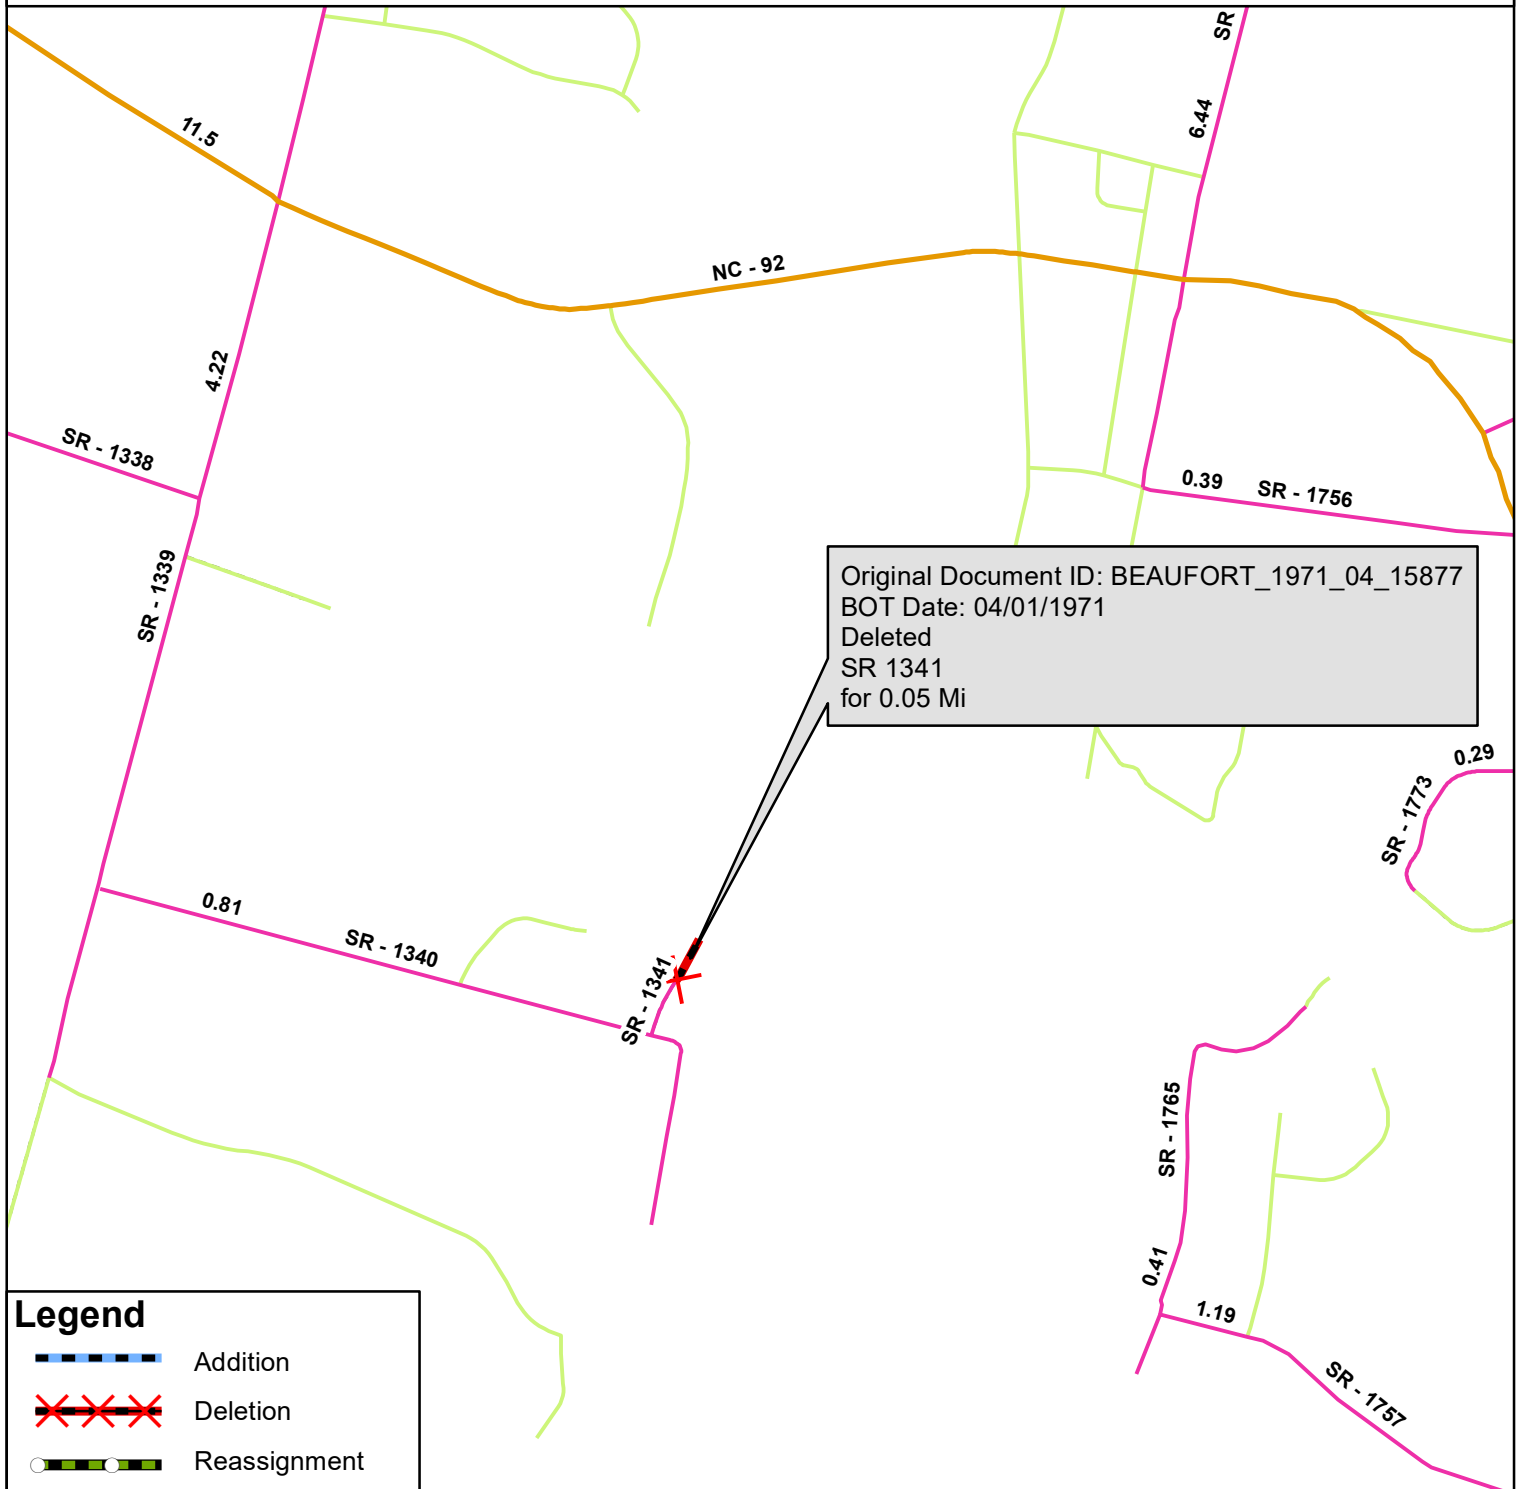 SR
6.44
11.5
NC - 92
4.22
SR - 1338
0.39 SR - 1756
SR - 1339
Original Document ID: BEAUFORT_1971_04_15877
BOT Date: 04/01/1971
Deleted
SR 1341
for 0.05 Mi
0.29
SR - 1773
0.81
SR - 1340
SR - 1341
SR - 1765
0.41
1.19
SR - 1757
Legend
Addition
Deletion
Reassignment